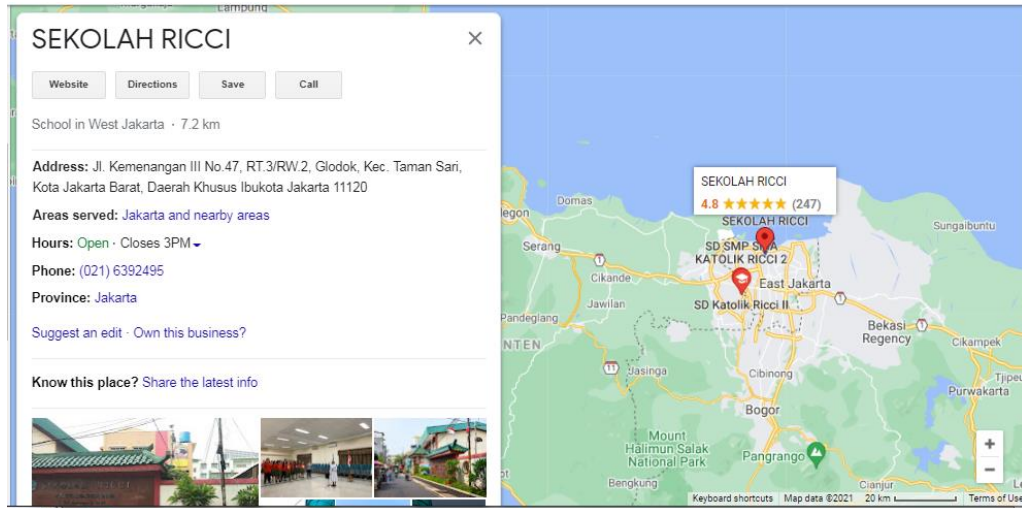 Lampung
SEKOLAH RICCI
Website
Directions
Save
Call
School in West Jakarta · 7.2 km
Address: Jl. Kemenangan III No.47, RT.3/RW.2, Glodok, Kec. Taman Sari,
Kota Jakarta Barat, Daerah Khusus Ibukota Jakarta 11120
Areas served: Jakarta and nearby areas
Hours: Open · Closes 3PM
Phone: (021) 6392495
Province: Jakarta
Suggest an edit · Own this business?
Know this place? Share the latest info
SEKOLAH RICCI
4.8 (247)
SEKOLAH RICCI
SD SMP SMA
KATOLIK RICCI 2
East Jakarta
SD Katolik Ricci II
Domas
Serang
1
Cikande
Jawilan
Pandeglang
11
Jasinga
Cibinong
Bogor
Mount
Halimun Salak
National Park
Pangrango
Bengkung
Cianjur
Sungaibuntu
1
Bekasi
Regency
1
Cikampek
Purwakarta
+
−
Keyboard shortcuts
Map data ©2021
20 km
Terms of Use